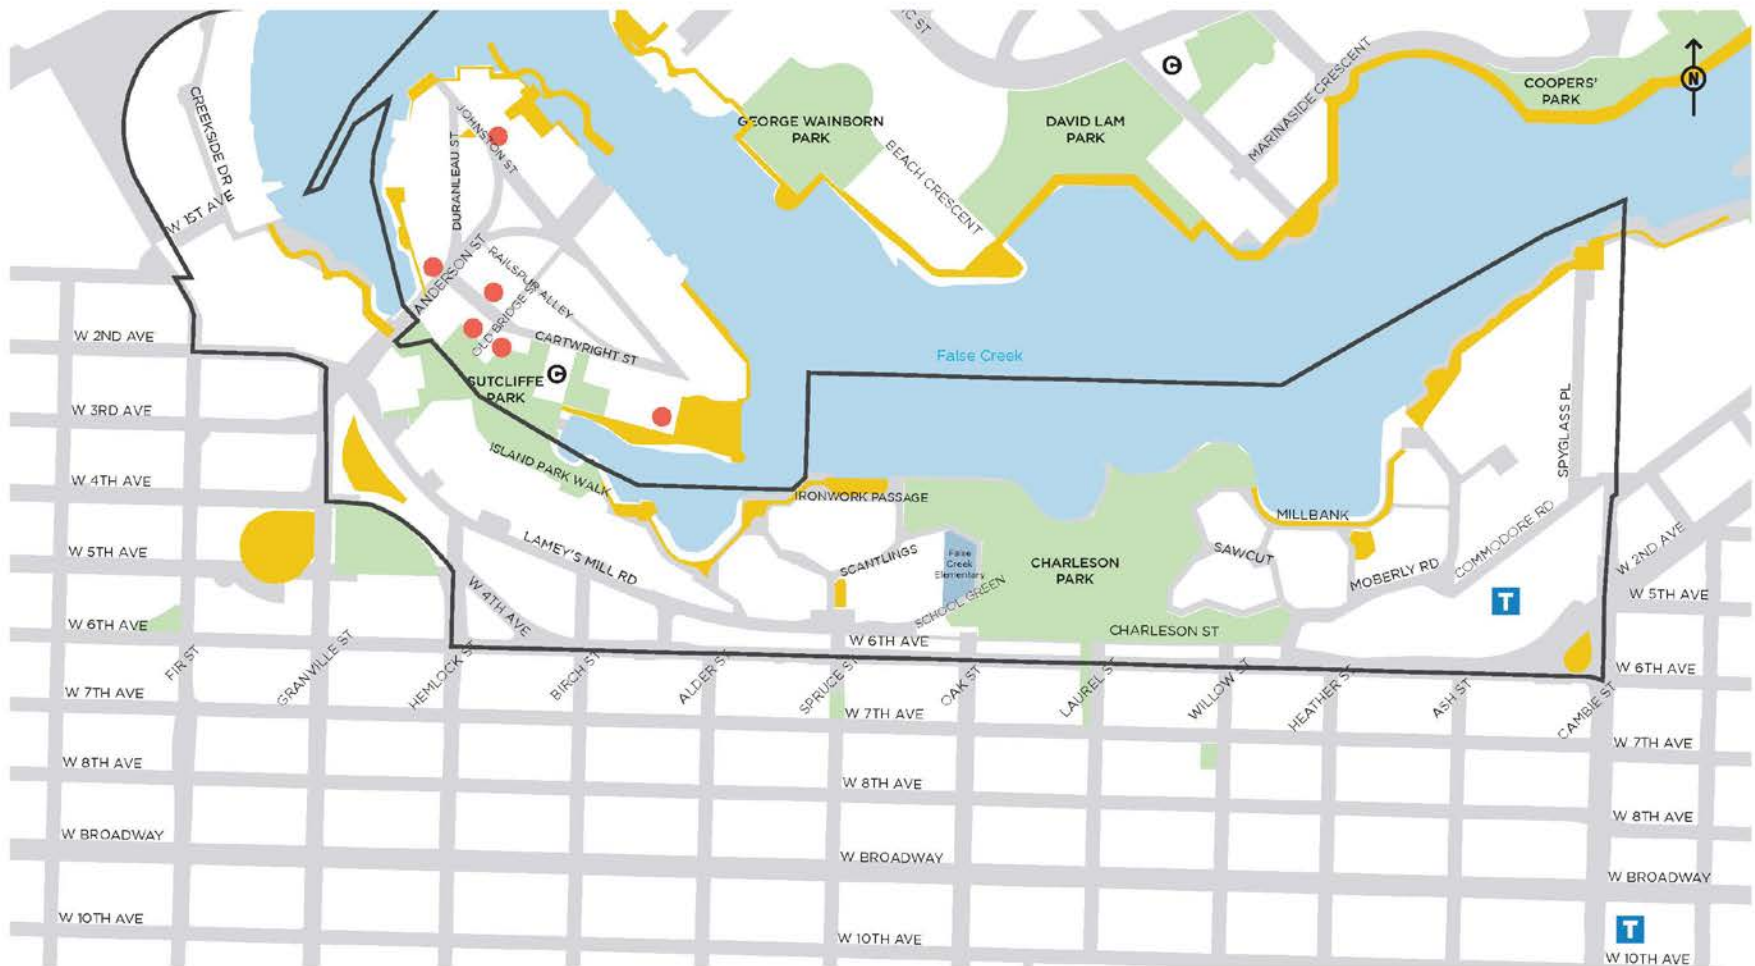 IC ST
C
MARINASIDE CRESCENT
N
COOPERS'
PARK
GEORGE WAINBORN
PARK
DAVID LAM
PARK
BEACH CRESCENT
CREEKSIDE DR
W 1ST AVE
JOHNSTON ST
DURANLEAU ST
ANDERSON ST
RAILSPUR ALLEY
OLD BRIDGE ST
CARTWRIGHT ST
False Creek
W 2ND AVE
SUTCLIFFE
PARK
C
W 3RD AVE
ISLAND PARK WALK
SPYGLASS PL
W 4TH AVE
IRONWORK PASSAGE
MILLBANK
W 5TH AVE
LAMEY'S MILL RD
SCANTLINGS
False
Creek
Elementary
SCHOOL GREEN
CHARLESON
PARK
SAWCUT
MOBERLY RD
COMMODORE RD
W 2ND AVE
T
W 5TH AVE
W 4TH AVE
W 6TH AVE
W 6TH AVE
CHARLESON ST
W 6TH AVE
FIR ST
GRANVILLE ST
HEMLOCK ST
BIRCH ST
ALDER ST
SPRUCE ST
OAK ST
LAUREL ST
WILLOW ST
HEATHER ST
ASH ST
CAMBIE ST
W 7TH AVE
W 7TH AVE
W 7TH AVE
W 8TH AVE
W 8TH AVE
W 8TH AVE
W BROADWAY
W BROADWAY
W BROADWAY
W 10TH AVE
W 10TH AVE
T
W 10TH AVE